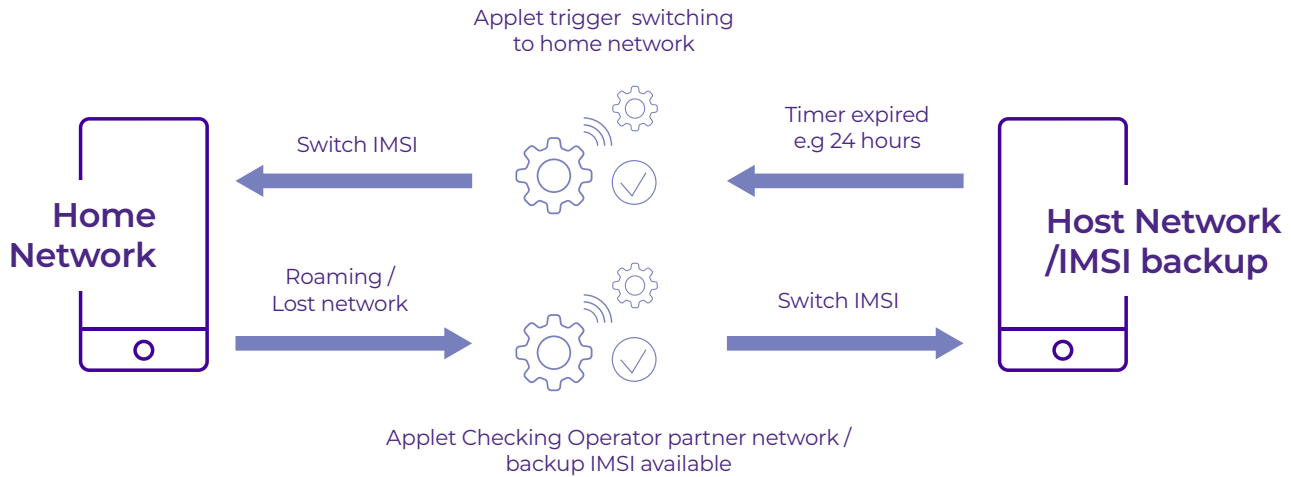 Applet trigger switching
to home network
Switch IMSI
Timer expired
e.g 24 hours
Home
Network
Host Network
/IMSI backup
Roaming /
Lost network
Switch IMSI
Applet Checking Operator partner network /
backup IMSI available